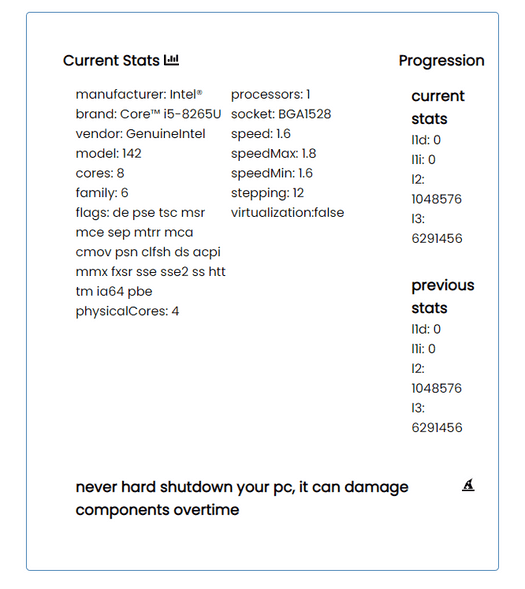 Current Stats
manufacturer: Intel®
brand: Core™ i5-8265U
vendor: GenuineIntel
model: 142
cores: 8
family: 6
flags: de pse tsc msr
mce sep mtrr mca
cmov psn clfsh ds acpi
mmx fxsr sse sse2 ss htt
tm ia64 pbe
physicalCores: 4
processors: 1
socket: BGA1528
speed: 1.6
speedMax: 1.8
speedMin: 1.6
stepping: 12
virtualization:false
Progression
current
stats
l1d: 0
l1i: 0
l2:
1048576
l3:
6291456
previous
stats
l1d: 0
l1i: 0
l2:
1048576
l3:
6291456
never hard shutdown your pc, it can damage
components overtime